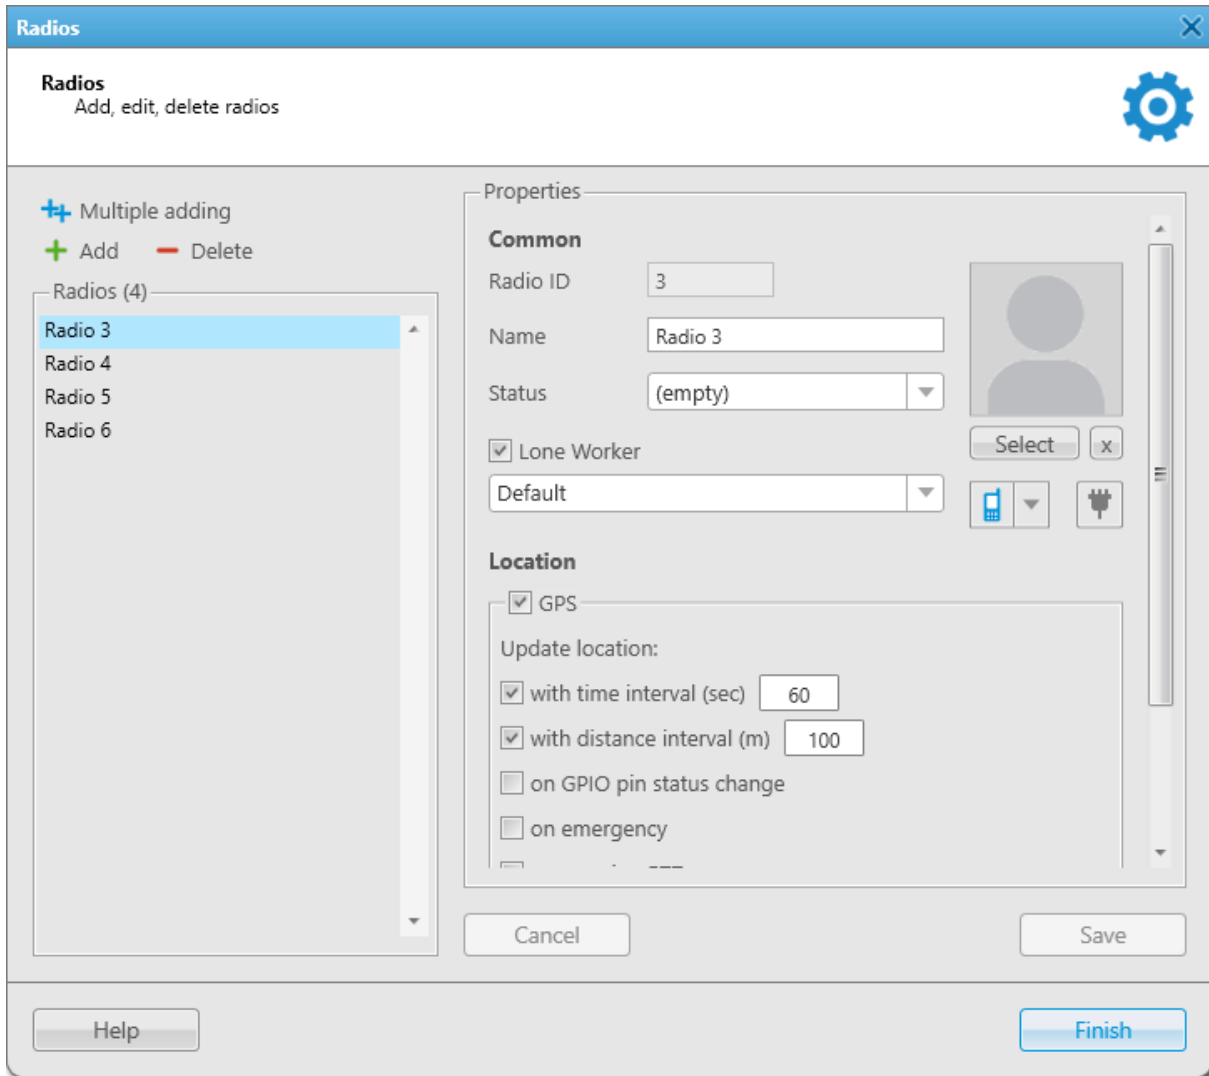 Radios
Radios
Add, edit, delete radios
Multiple adding
Add Delete
Radios (4)
Radio 3
Radio 4
Radio 5
Radio 6
Properties
Common
Radio ID 3
Name Radio 3
Status (empty)
Select x
Lone Worker
Default
Location
GPS
Update location:
with time interval (sec) 60
with distance interval (m) 100
on GPIO pin status change
on emergency
Cancel Save
Help Finish